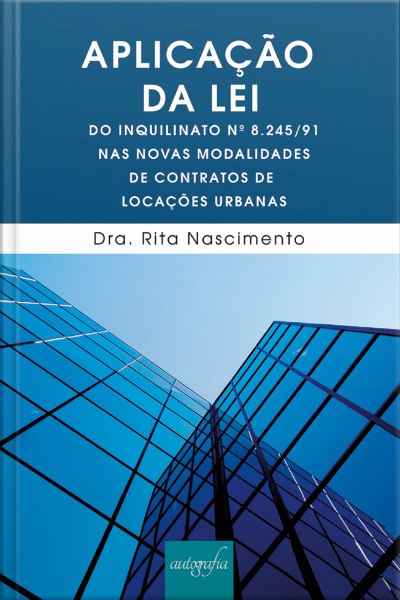 APLICAÇÃO
DA LEI
DO INQUILINATO Nº 8.245/91
NAS NOVAS MODALIDADES
DE CONTRATOS DE
LOCAÇÕES URBANAS
Dra. Rita Nascimento
autografia